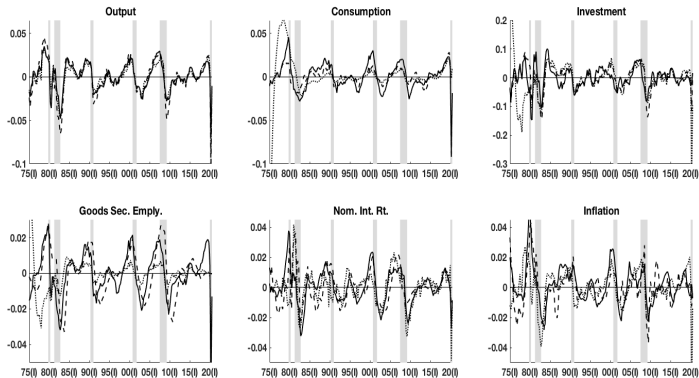 Output
0.05
0
-0.05
-0.1
75(I) 80(I) 85(I) 90(I) 95(I) 00(I) 05(I) 10(I) 15(I) 20(I)
Consumption
0.05
0
-0.05
-0.1
75(I) 80(I) 85(I) 90(I) 95(I) 00(I) 05(I) 10(I) 15(I) 20(I)
Investment
0.2
0.1
0
-0.1
-0.2
-0.3
75(I) 80(I) 85(I) 90(I) 95(I) 00(I) 05(I) 10(I) 15(I) 20(I)
Goods Sec. Emply.
0.02
0
-0.02
-0.04
75(I) 80(I) 85(I) 90(I) 95(I) 00(I) 05(I) 10(I) 15(I) 20(I)
Nom. Int. Rt.
0.04
0.02
0
-0.02
-0.04
75(I) 80(I) 85(I) 90(I) 95(I) 00(I) 05(I) 10(I) 15(I) 20(I)
Inflation
0.04
0.02
0
-0.02
-0.04
75(I) 80(I) 85(I) 90(I) 95(I) 00(I) 05(I) 10(I) 15(I) 20(I)